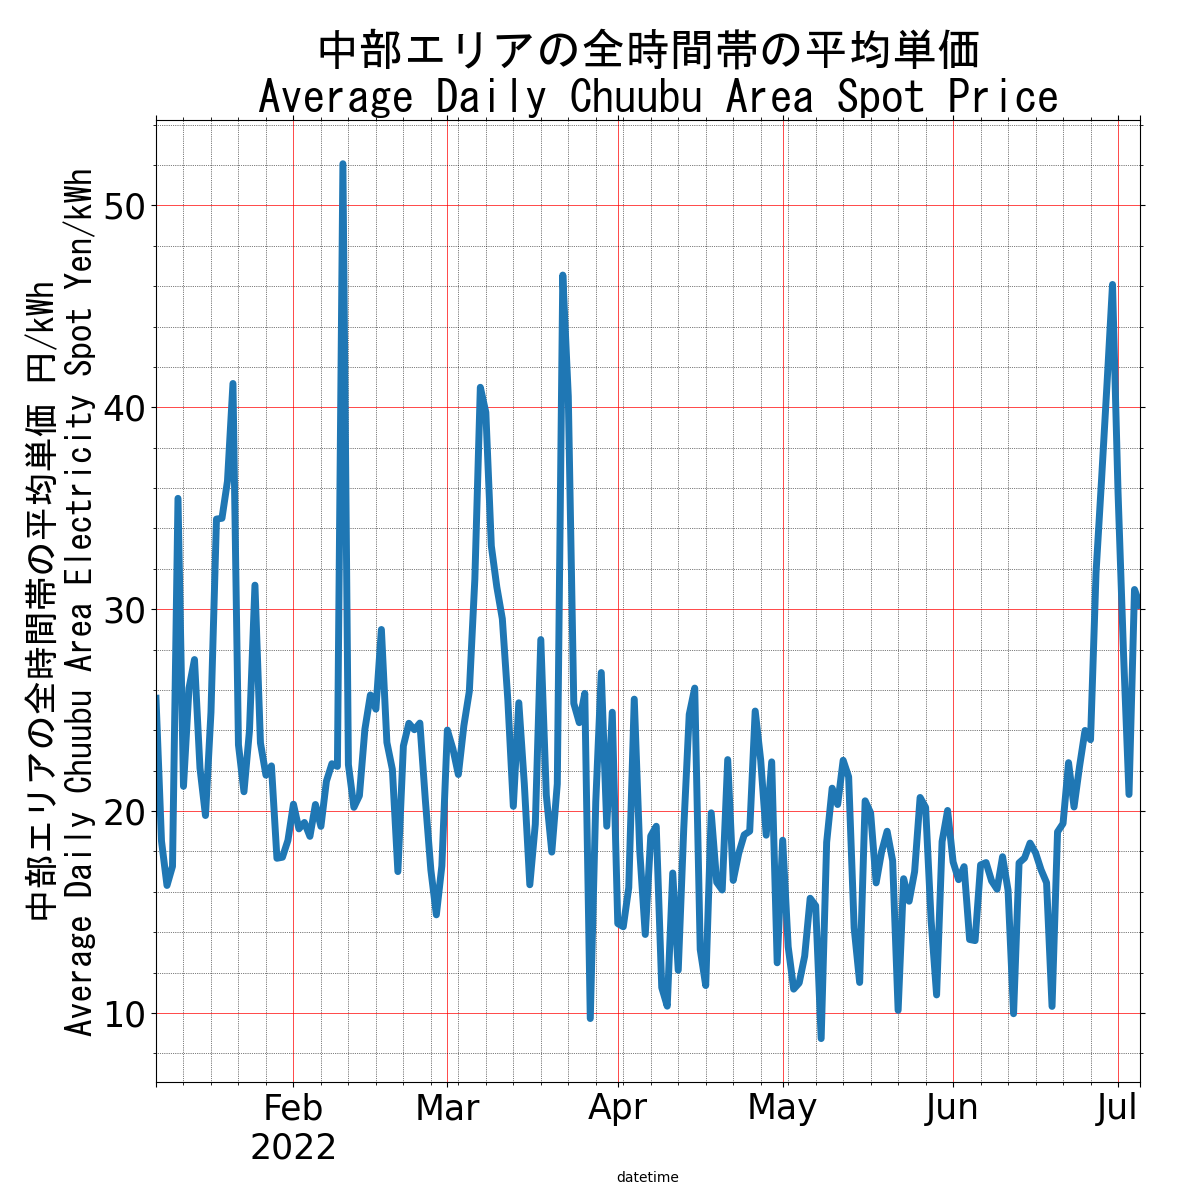 中部エリアの全時間帯の平均単価
Average Daily Chuubu Area Spot Price
中部エリアの全時間帯の平均単価 円/kWh
Average Daily Chuubu Area Electricity Spot Yen/kWh
50
40
30
20
10
Feb
2022
Mar
Apr
May
Jun
Jul
datetime